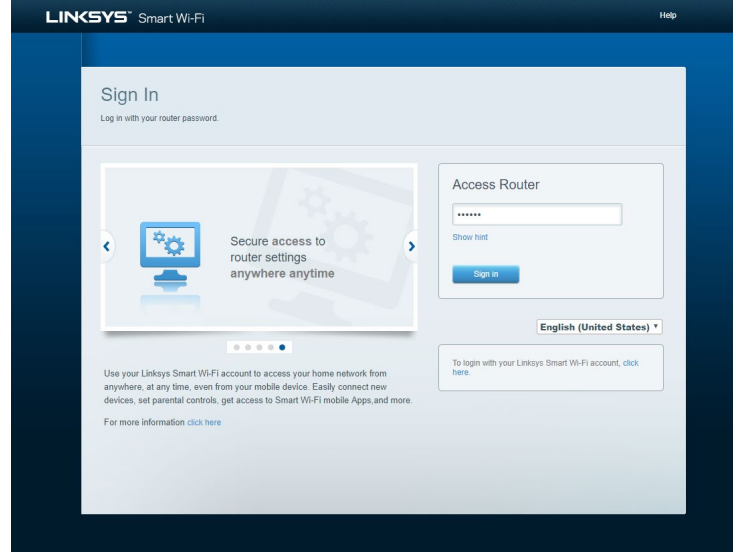 LINKSYS™ Smart Wi-Fi
Help
Sign In
Log in with your router password.
Secure access to
router settings
anywhere anytime
Use your Linksys Smart Wi-Fi account to access your home network from
anywhere, at any time, even from your mobile device. Easily connect new
devices, set parental controls, get access to Smart Wi-Fi mobile Apps,and more.
For more information click here
Access Router
••••••
Show hint
Sign in
English (United States)
To login with your Linksys Smart Wi-Fi account, click
here.